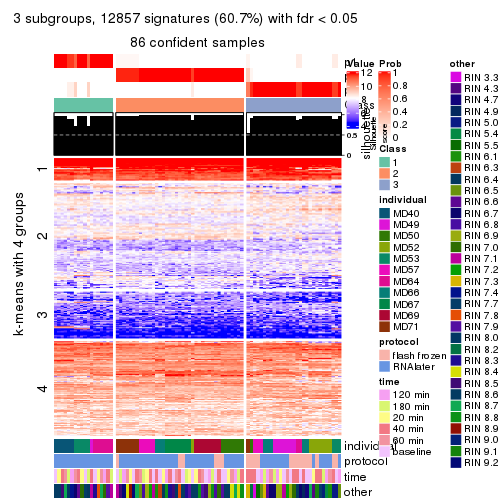 3 subgroups, 12857 signatures (60.7%) with fdr < 0.05
86 confident samples
k-means with 4 groups
1
2
3
4
Value
12
10
8
6
Prob
1
0.8
0.6
0.4
0.2
0
1
0.5
0
silhouette score
Class
1
2
3
individual
MD40
MD49
MD50
MD52
MD53
MD57
MD64
MD66
MD67
MD69
MD71
protocol
flash frozen
RNAlater
time
120 min
180 min
20 min
40 min
60 min
baseline
other
RIN 3.3
RIN 4.3
RIN 4.7
RIN 4.9
RIN 5.0
RIN 5.4
RIN 5.5
RIN 6.1
RIN 6.3
RIN 6.4
RIN 6.5
RIN 6.6
RIN 6.7
RIN 6.8
RIN 6.9
RIN 7.0
RIN 7.1
RIN 7.2
RIN 7.3
RIN 7.4
RIN 7.7
RIN 7.8
RIN 7.9
RIN 8.0
RIN 8.2
RIN 8.3
RIN 8.4
RIN 8.5
RIN 8.6
RIN 8.7
RIN 8.8
RIN 8.9
RIN 9.0
RIN 9.1
RIN 9.2
individual
protocol
time
other